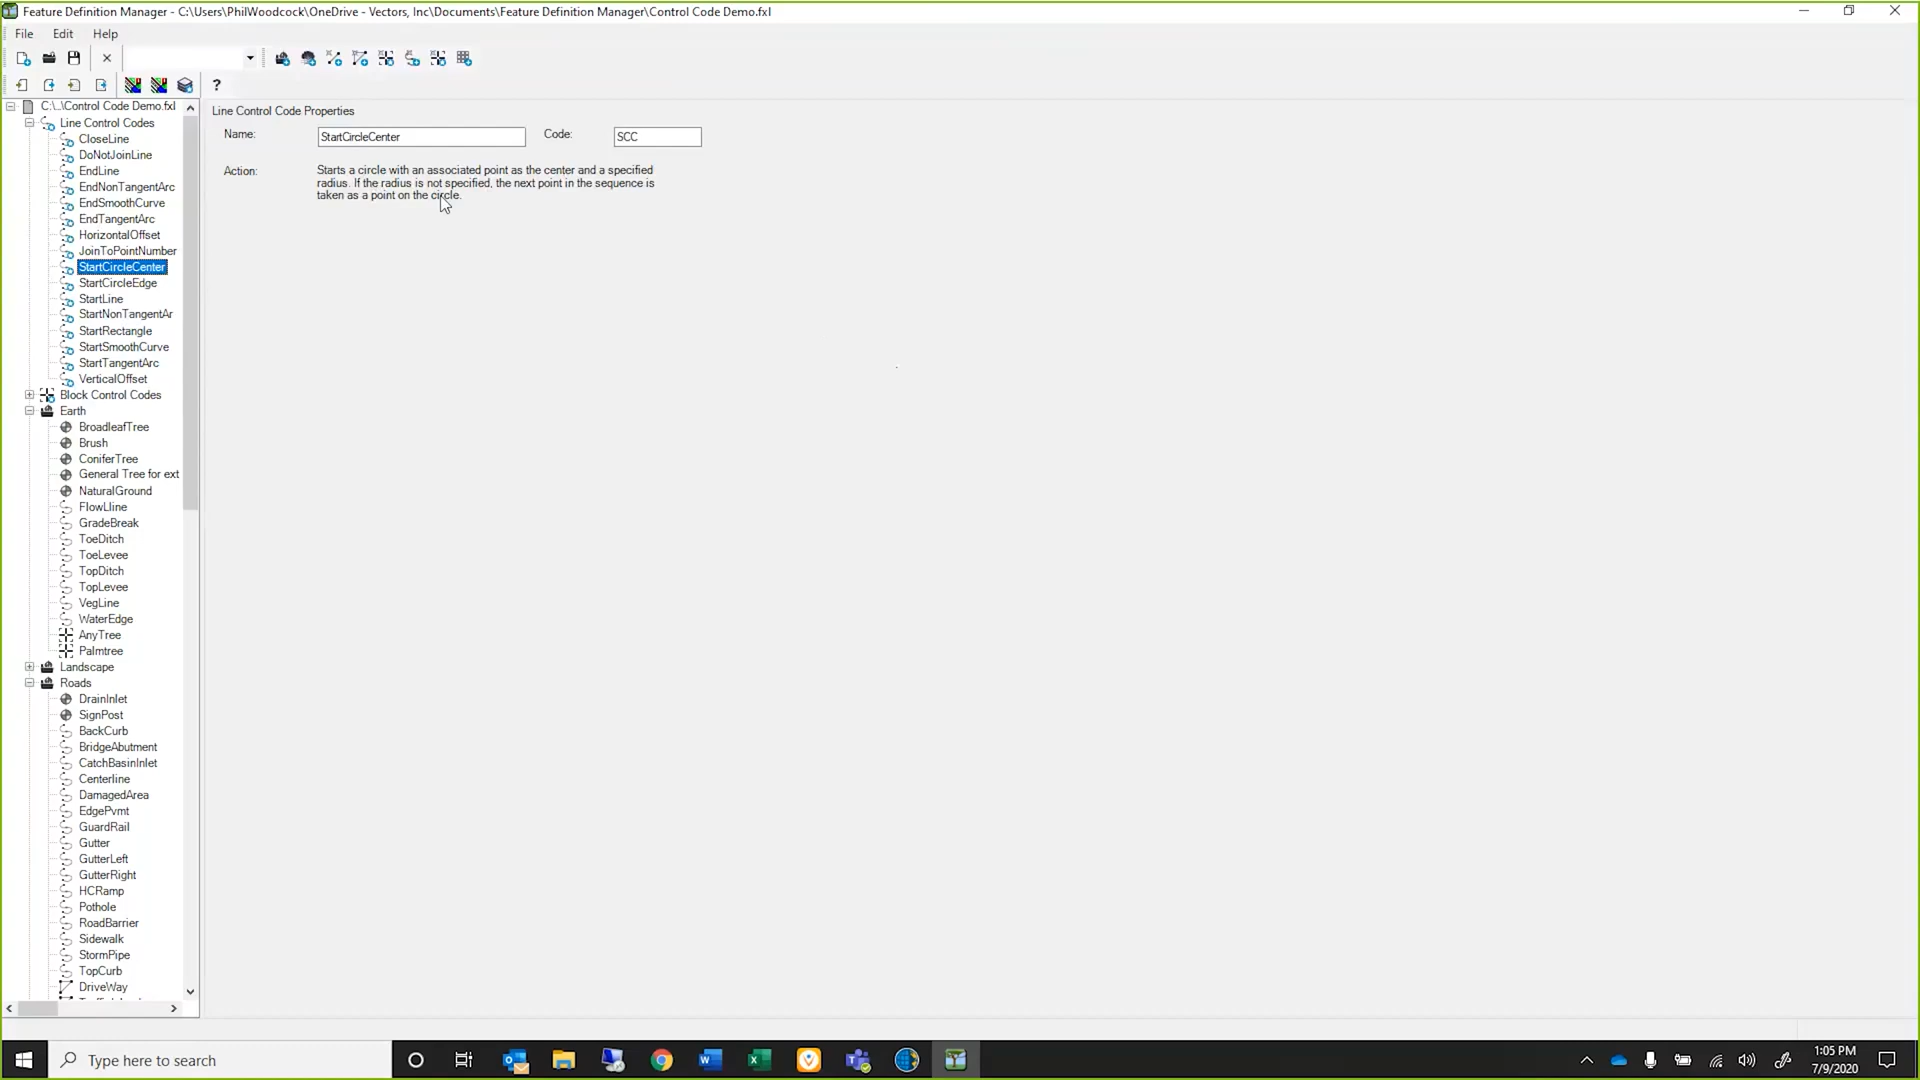 Feature Definition Manager - C:\Users\PhilWoodcock\OneDrive - Vectors, Inc\Documents\Feature Definition Manager\Control Code Demo.fxl
File Edit Help
?
C:\..\Control Code Demo.fxl
Line Control Codes
CloseLine
DoNotJoinLine
EndLine
EndNonTangentArc
EndSmoothCurve
EndTangentArc
HorizontalOffset
JoinToPointNumber
StartCircleCenter
StartCircleEdge
StartLine
StartNonTangentAr
StartRectangle
StartSmoothCurve
StartTangentArc
VerticalOffset
Block Control Codes
Earth
BroadleafTree
Brush
ConiferTree
General Tree for ext
NaturalGround
FlowLline
GradeBreak
ToeDitch
ToeLevee
TopDitch
TopLevee
VegLine
WaterEdge
AnyTree
Palmtree
Landscape
Roads
DrainInlet
SignPost
BackCurb
BridgeAbutment
CatchBasinInlet
Centerline
DamagedArea
EdgePvmt
GuardRail
Gutter
GutterLeft
GutterRight
HCRamp
Pothole
RoadBarrier
Sidewalk
StormPipe
TopCurb
DriveWay
Line Control Code Properties
Name: StartCircleCenter Code: SCC
Action: Starts a circle with an associated point as the center and a specified
radius. If the radius is not specified, the next point in the sequence is
taken as a point on the circle.
Type here to search
1:05 PM
7/9/2020